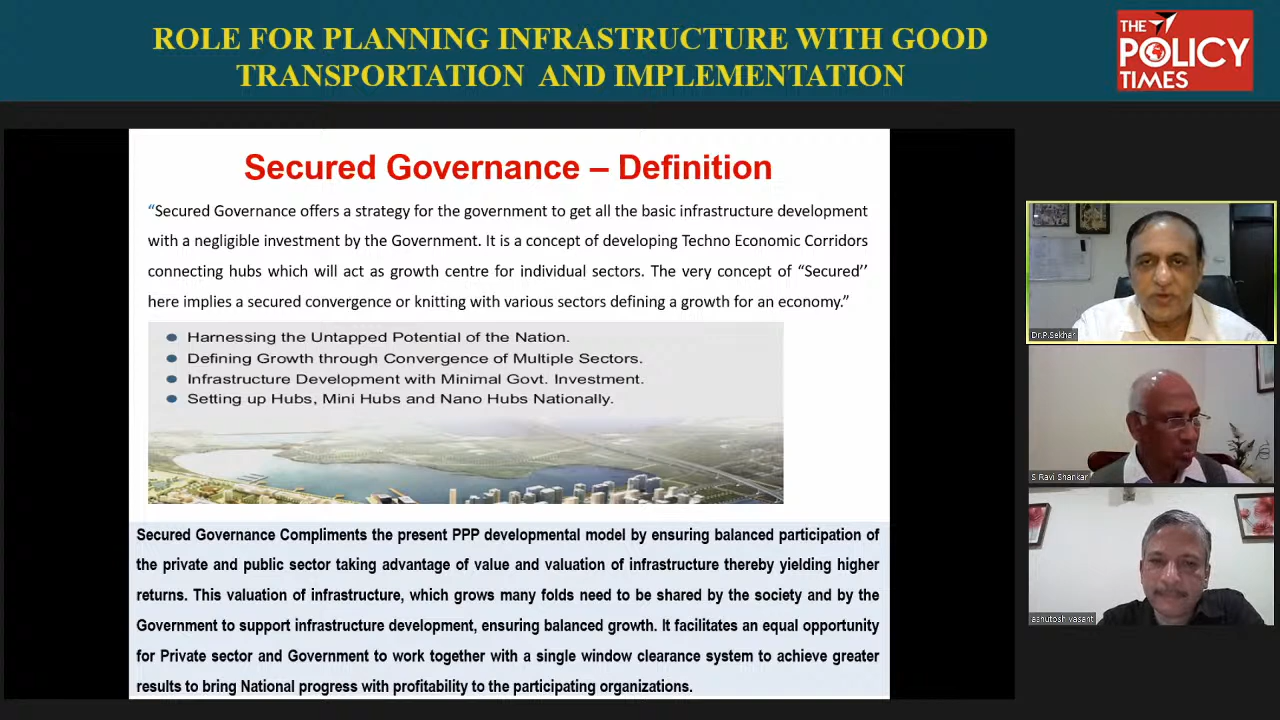 ROLE FOR PLANNING INFRASTRUCTURE WITH GOOD
TRANSPORTATION AND IMPLEMENTATION
THE
POLICY
TIMES
Secured Governance – Definition
“Secured Governance offers a strategy for the government to get all the basic infrastructure development
with a negligible investment by the Government. It is a concept of developing Techno Economic Corridors
connecting hubs which will act as growth centre for individual sectors. The very concept of “Secured’’
here implies a secured convergence or knitting with various sectors defining a growth for an economy.”
Harnessing the Untapped Potential of the Nation.
Defining Growth through Convergence of Multiple Sectors.
Infrastructure Development with Minimal Govt. Investment.
Setting up Hubs, Mini Hubs and Nano Hubs Nationally.
Secured Governance Compliments the present PPP developmental model by ensuring balanced participation of
the private and public sector taking advantage of value and valuation of infrastructure thereby yielding higher
returns. This valuation of infrastructure, which grows many folds need to be shared by the society and by the
Government to support infrastructure development, ensuring balanced growth. It facilitates an equal opportunity
for Private sector and Government to work together with a single window clearance system to achieve greater
results to bring National progress with profitability to the participating organizations.
Dr.P.Sekhar
S Ravi Shankar
ashutosh vasant